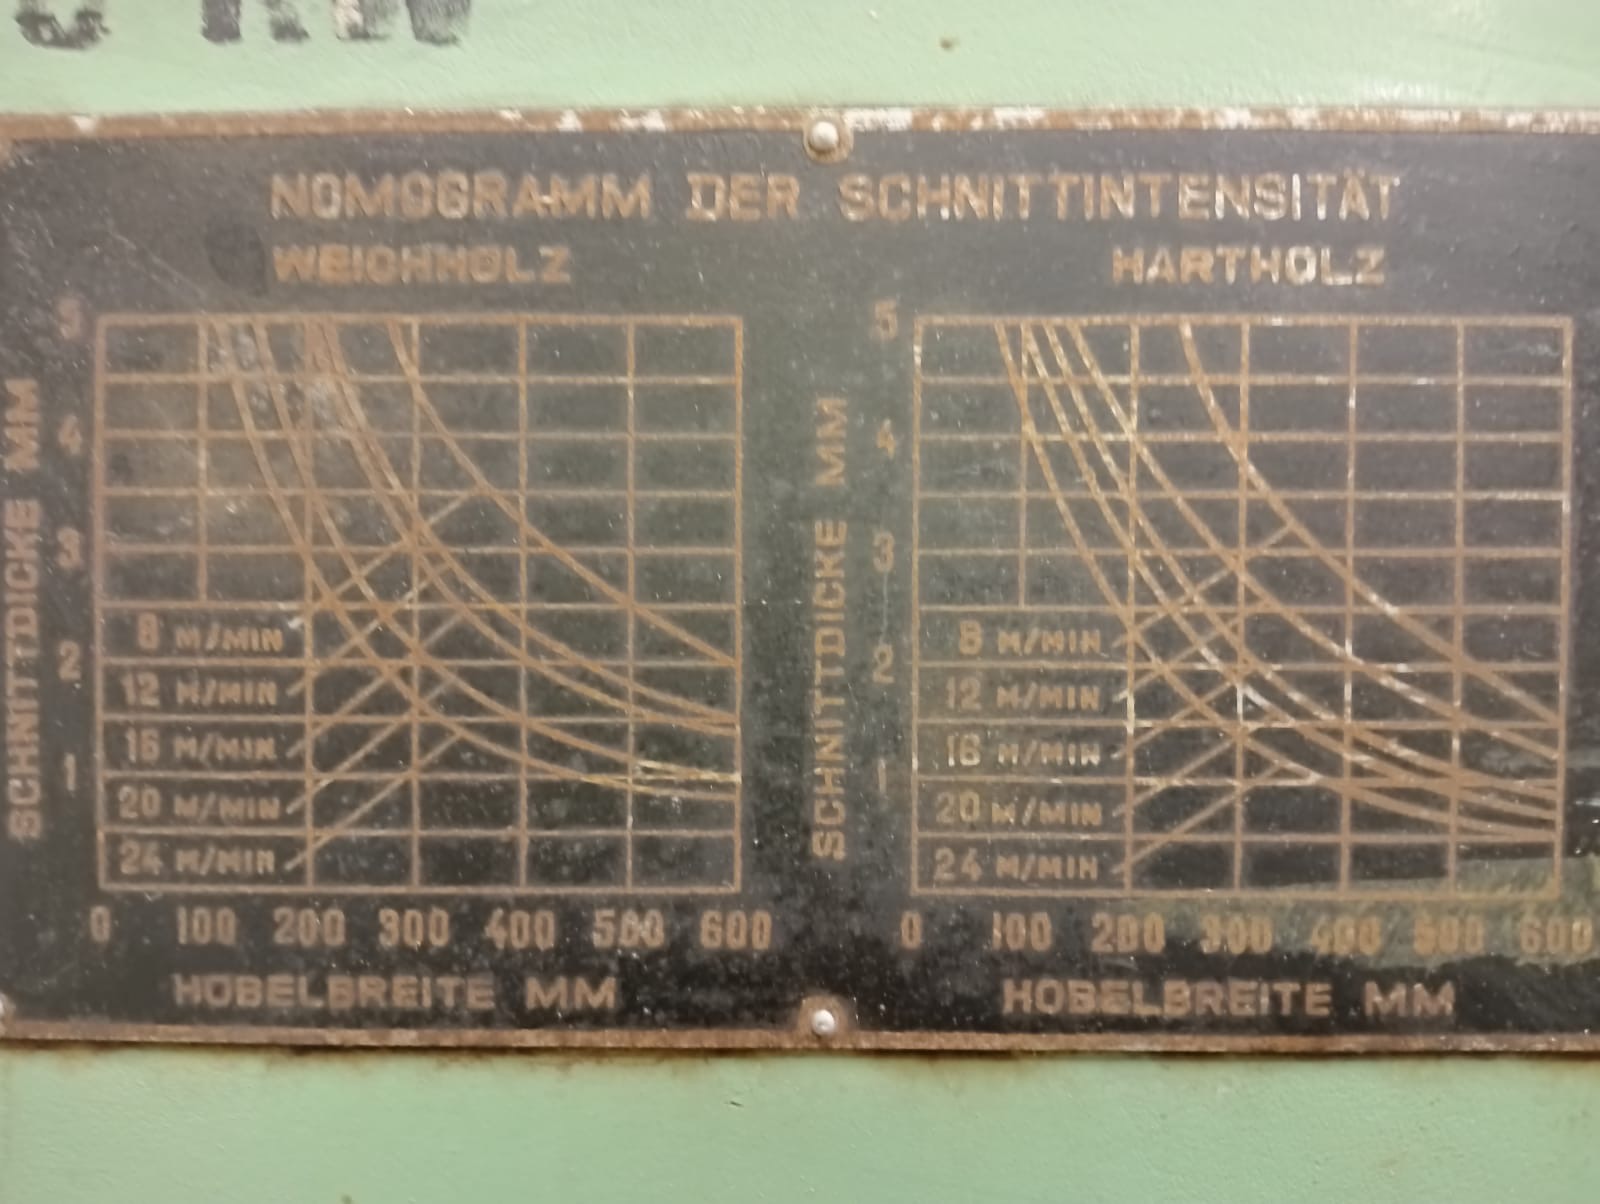 NOMOGRAMM DER SCHNITTINTENSITÄT
WEICHHOLZ
SCHNITTDICKE MM
5
4
3
2
1
8 M/MIN
12 M/MIN
16 M/MIN
20 M/MIN
24 M/MIN
0 100 200 300 400 500 600
HOBELBREITE MM
HARTHOLZ
SCHNITTDICKE MM
5
4
3
2
1
8 M/MIN
12 M/MIN
16 M/MIN
20 M/MIN
24 M/MIN
0 100 200 300 400 500 600
HOBELBREITE MM